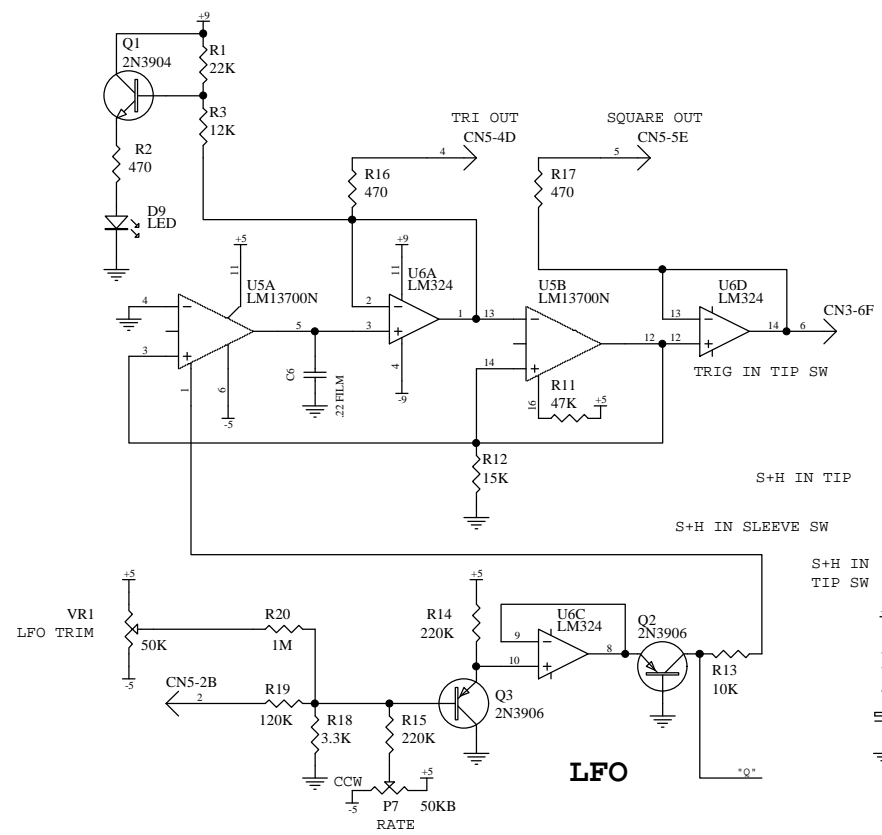 +9
Q1
2N3904
R1
22K
R3
12K
R2
470
D9
LED
TRI OUT
CN5-4D
4
R16
470
SQUARE OUT
CN5-5E
5
R17
470
+5
11
U5A
LM13700N
4
3
1
6
-5
5
C6
.22 FILM
+9
11
U6A
LM324
2
3
1
4
-9
U5B
LM13700N
13
14
16
12
R11
47K
+5
U6D
LM324
13
12
14
6
CN3-6F
TRIG IN TIP SW
R12
15K
S+H IN TIP
S+H IN SLEEVE SW
S+H IN
TIP SW
+5
VR1
LFO TRIM
50K
-5
R20
1M
CN5-2B
2
R19
120K
R18
3.3K
R15
220K
CCW
-5
P7
+5
50KB
RATE
+5
R14
220K
Q3
2N3906
U6C
LM324
9
10
8
Q2
2N3906
R13
10K
"Q"
LFO